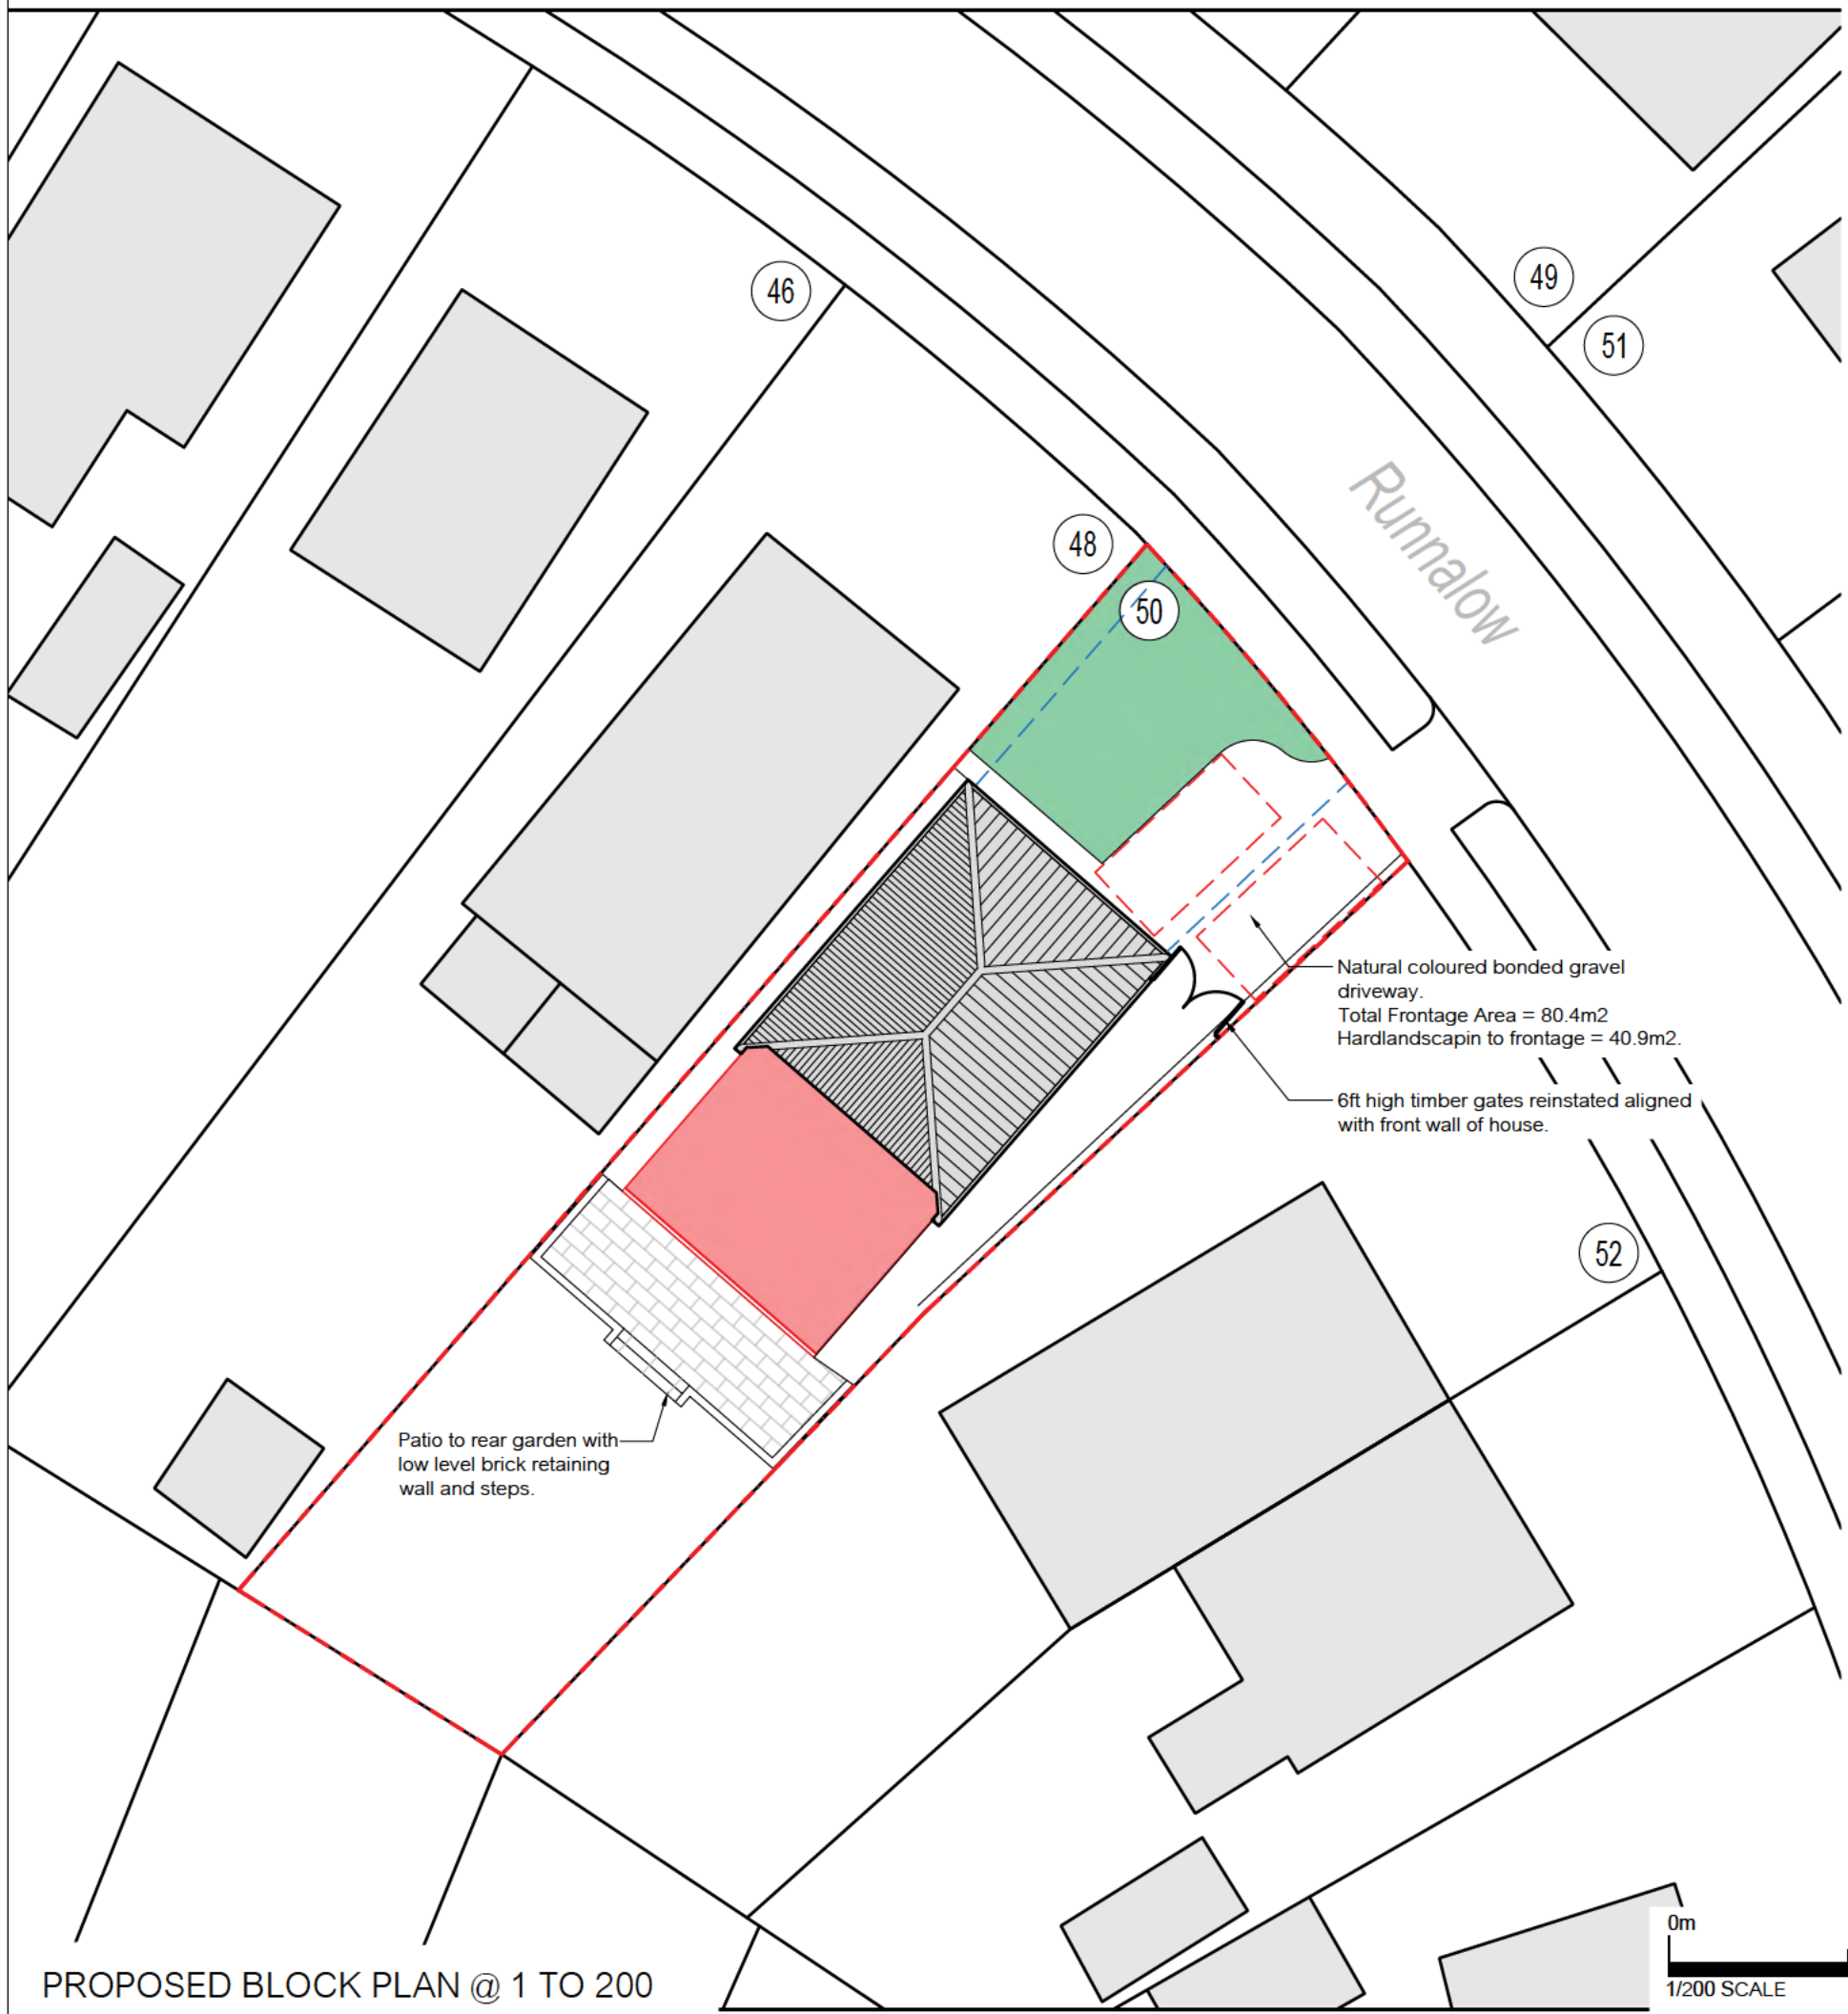 46
49
51
Runnalow
48
50
Natural coloured bonded gravel
driveway.
Total Frontage Area = 80.4m2
Hardlandscapin to frontage = 40.9m2.
6ft high timber gates reinstated aligned
with front wall of house.
52
Patio to rear garden with
low level brick retaining
wall and steps.
0m
1/200 SCALE
PROPOSED BLOCK PLAN @ 1 TO 200